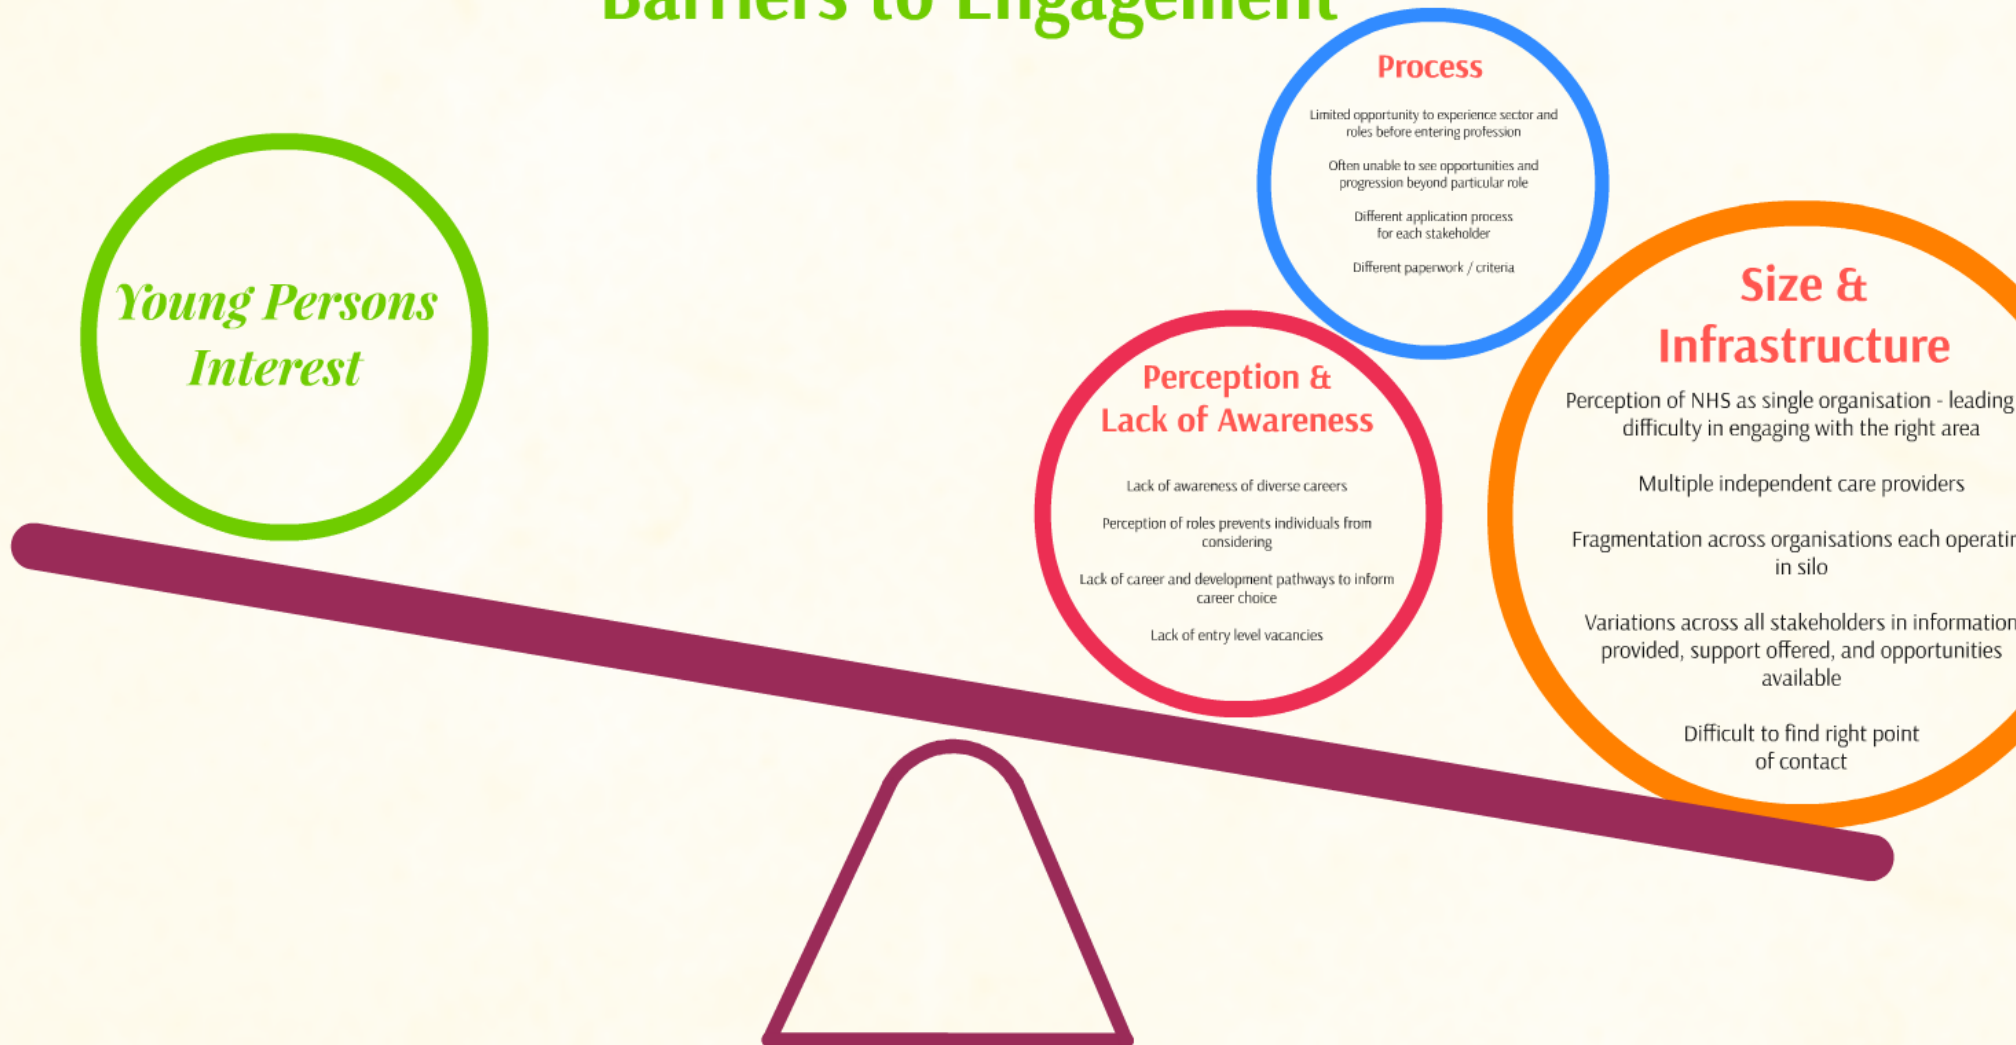 Barriers to Engagement
Young Persons
Interest
Process
Limited opportunity to experience sector and
roles before entering profession
Often unable to see opportunities and
progression beyond particular role
Different application process
for each stakeholder
Different paperwork / criteria
Perception &
Lack of Awareness
Lack of awareness of diverse careers
Perception of roles prevents individuals from
considering
Lack of career and development pathways to inform
career choice
Lack of entry level vacancies
Size &
Infrastructure
Perception of NHS as single organisation - leading
difficulty in engaging with the right area
Multiple independent care providers
Fragmentation across organisations each
in silo
Variations across all stakeholders in information
provided, support offered, and opportunities
available
Difficult to find right point
of contact